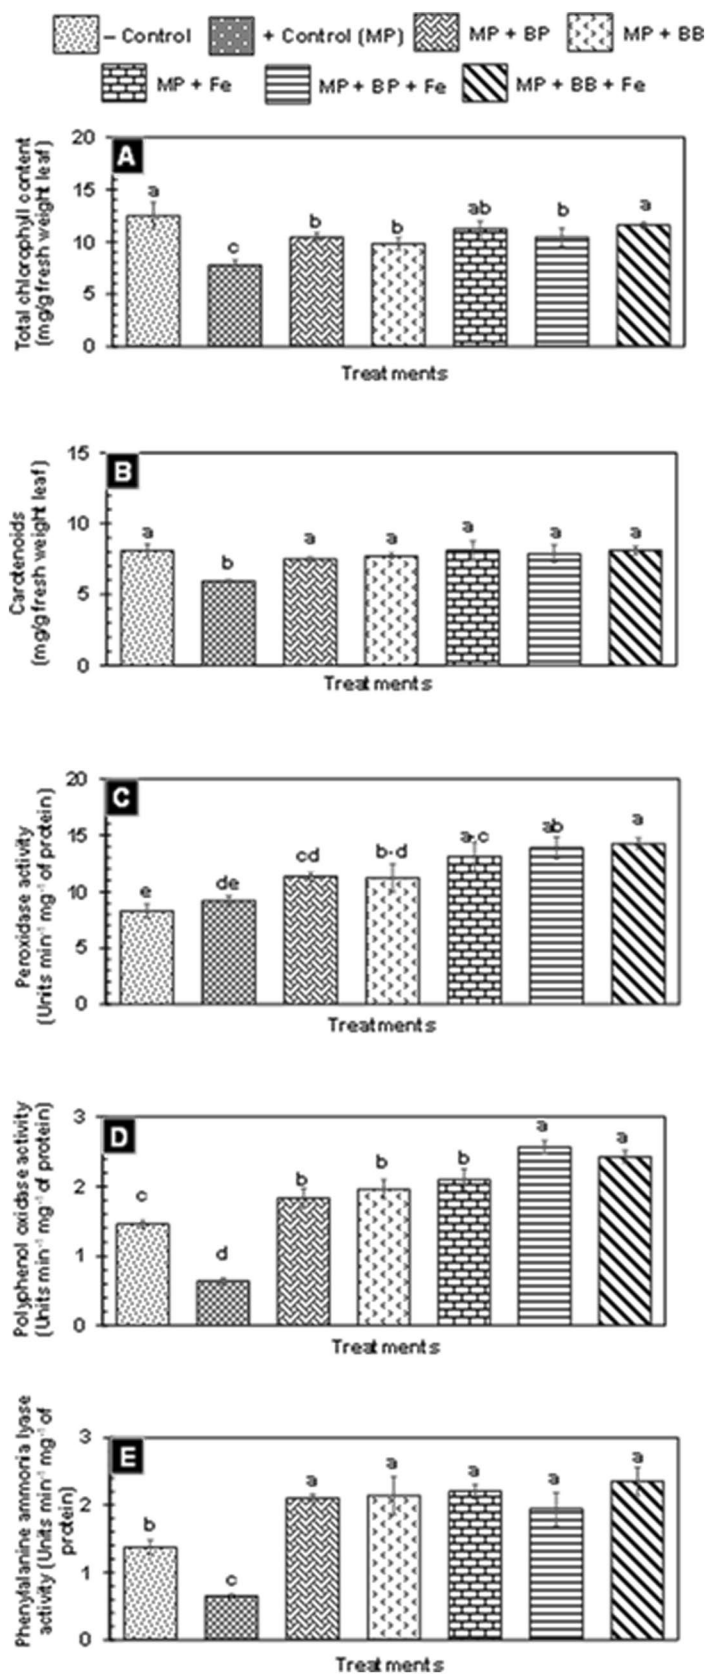 – Control + Control (MP) MP + BP MP + BB
MP + Fe MP + BP + Fe MP + BB + Fe
A
Total chlorophyll content
(mg/g fresh weight leaf)
20
15
10
5
0
a c b b ab b a
Treatments
B
Carotenoids
(mg/g fresh weight leaf)
15
10
5
0
a b a a a a a
Treatments
C
Peroxidase activity
(Units min⁻¹ mg⁻¹ of protein)
20
15
10
5
0
e de cd b-d a-c ab a
Treatments
D
Polyphenol oxidase activity
(Units min⁻¹ mg⁻¹ of protein)
3
2
1
0
c d b b b a a
Treatments
E
Phenylalanine ammonia lyase
activity (Units min⁻¹ mg⁻¹ of
protein)
3
2
1
0
b c a a a a a
Treatments